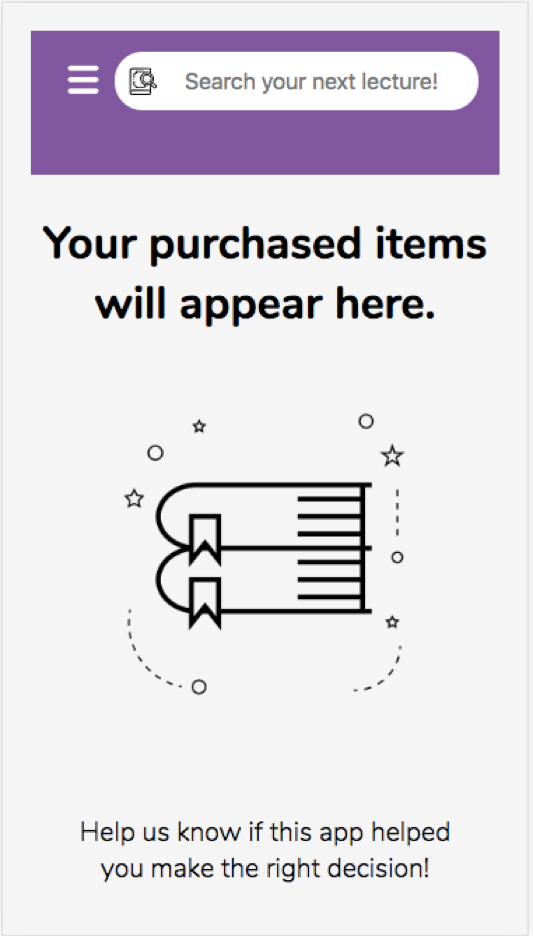 Search your next lecture!
Your purchased items
will appear here.
Help us know if this app helped
you make the right decision!